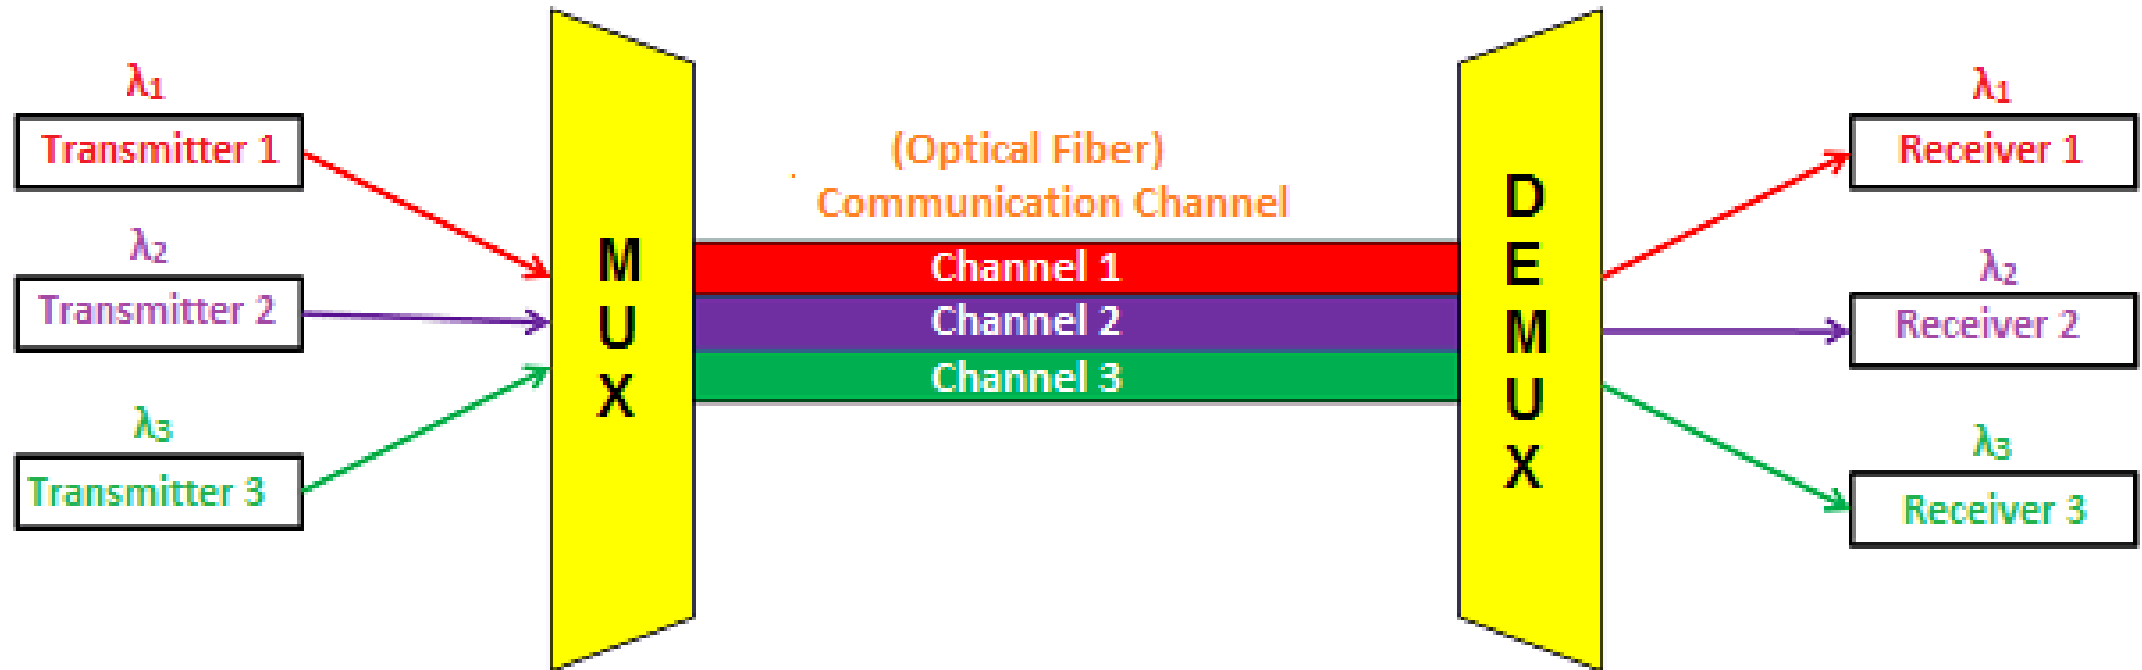 λ1
Transmitter 1
λ2
Transmitter 2
λ3
Transmitter 3
M
U
X
(Optical Fiber)
Communication Channel
Channel 1
Channel 2
Channel 3
D
E
M
U
X
λ1
Receiver 1
λ2
Receiver 2
λ3
Receiver 3